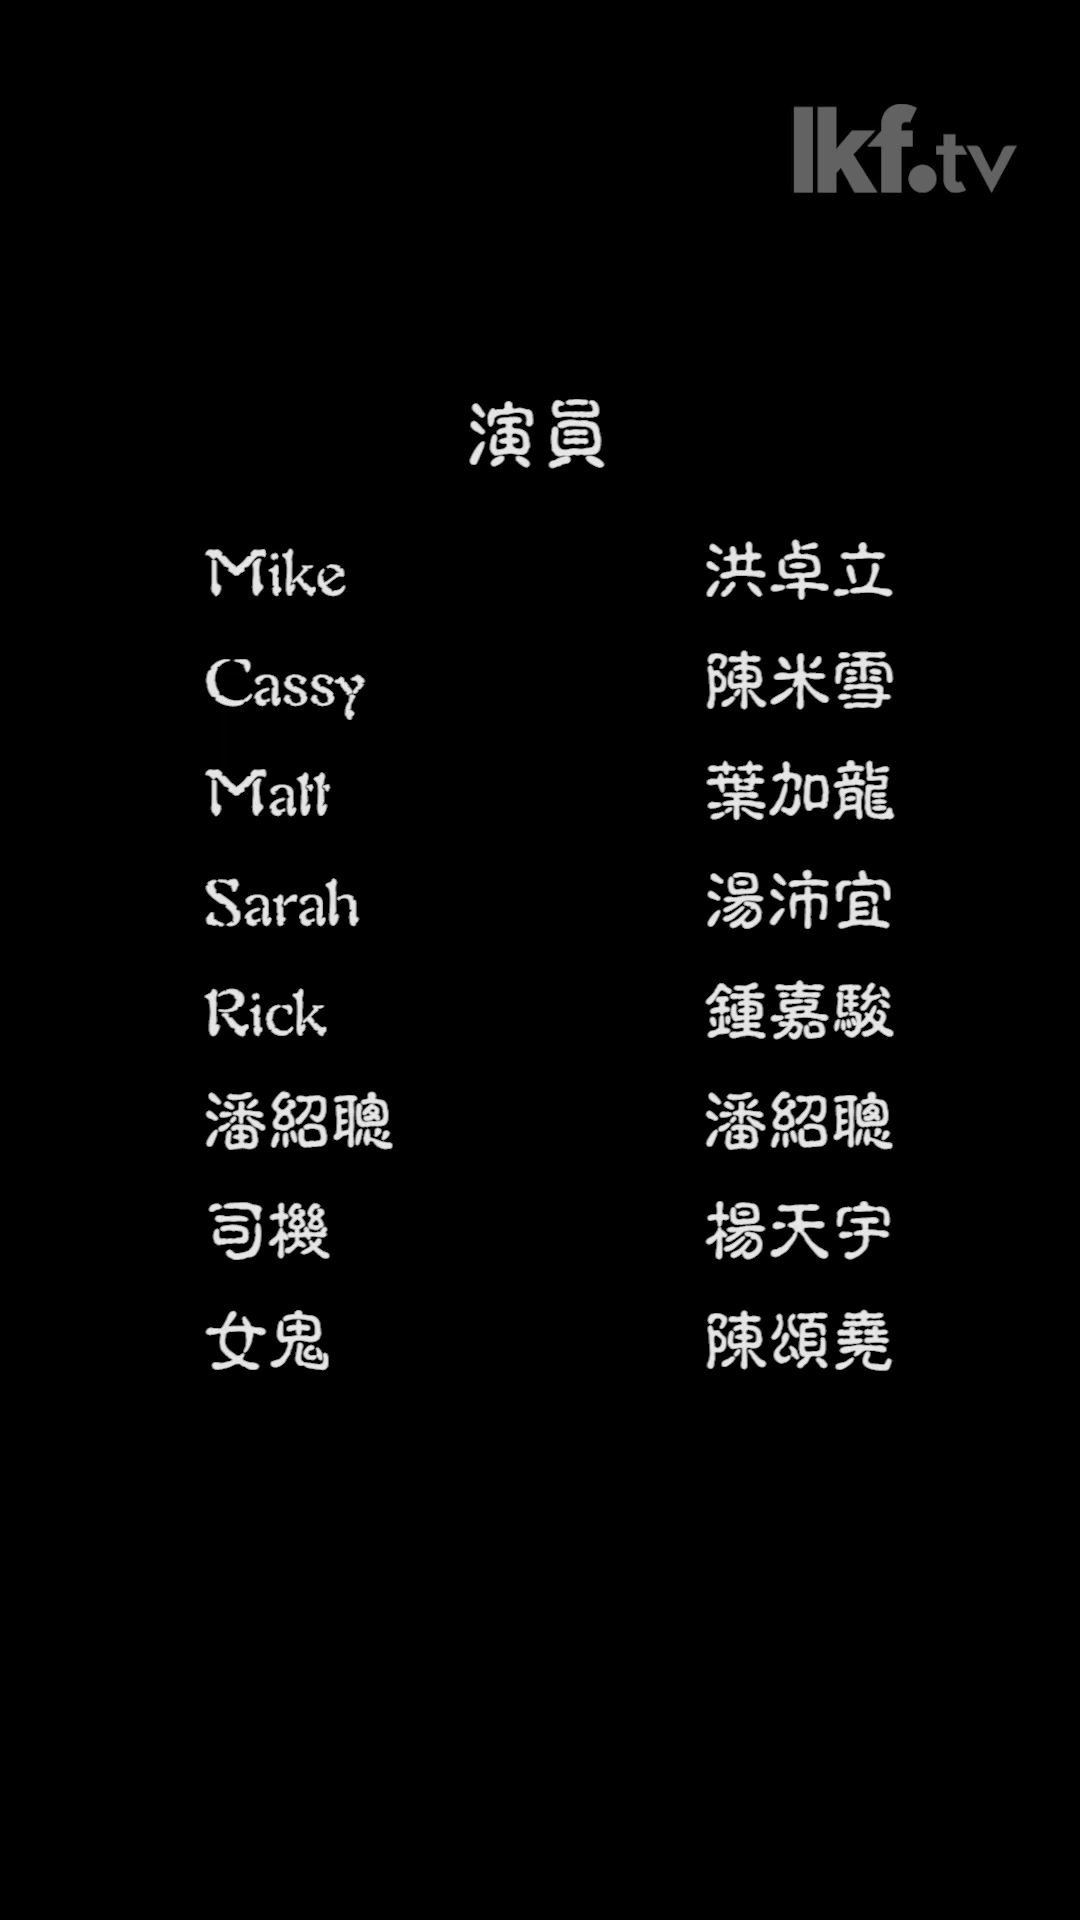 lkf.tv
演員
Mike 洪卓立
Cassy 陳米雪
Matt 葉加龍
Sarah 湯沛宜
Rick 鍾嘉駿
潘紹聰 潘紹聰
司機 楊天宇
女鬼 陳頌堯